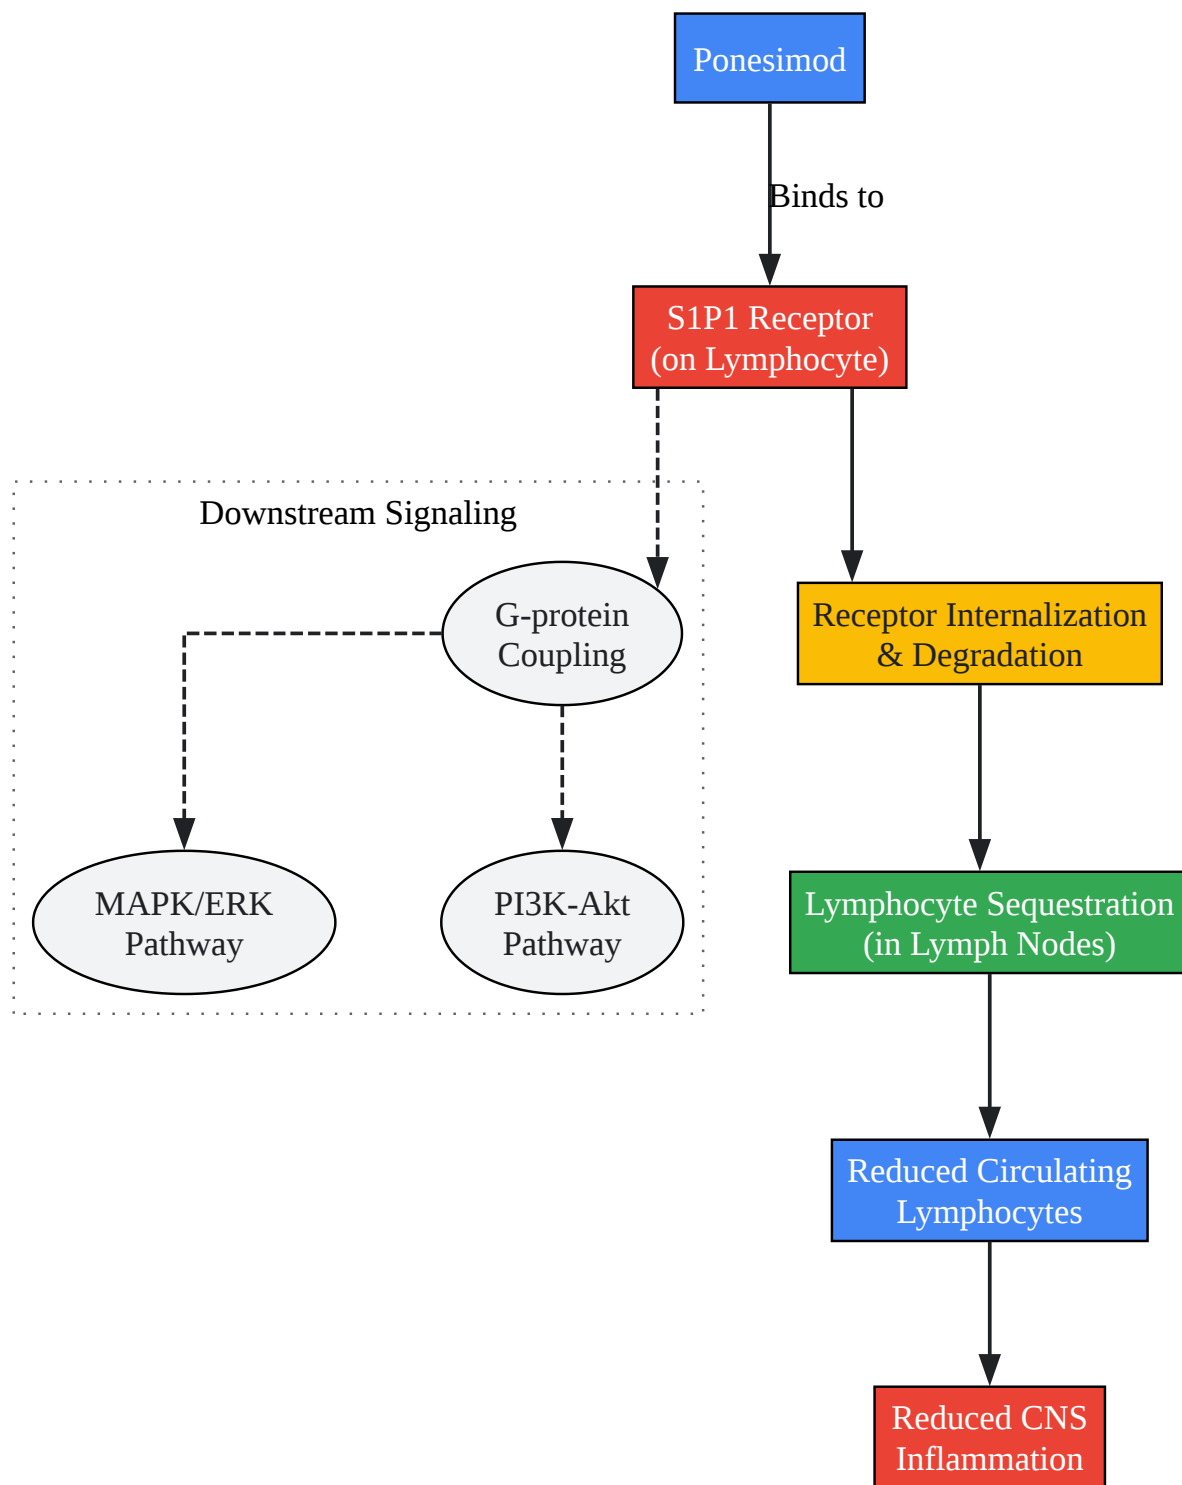 Ponesimod
Binds to
S1P1 Receptor
(on Lymphocyte)
Downstream Signaling
G-protein
Coupling
Receptor Internalization
& Degradation
MAPK/ERK
Pathway
PI3K-Akt
Pathway
Lymphocyte Sequestration
(in Lymph Nodes)
Reduced Circulating
Lymphocytes
Reduced CNS
Inflammation